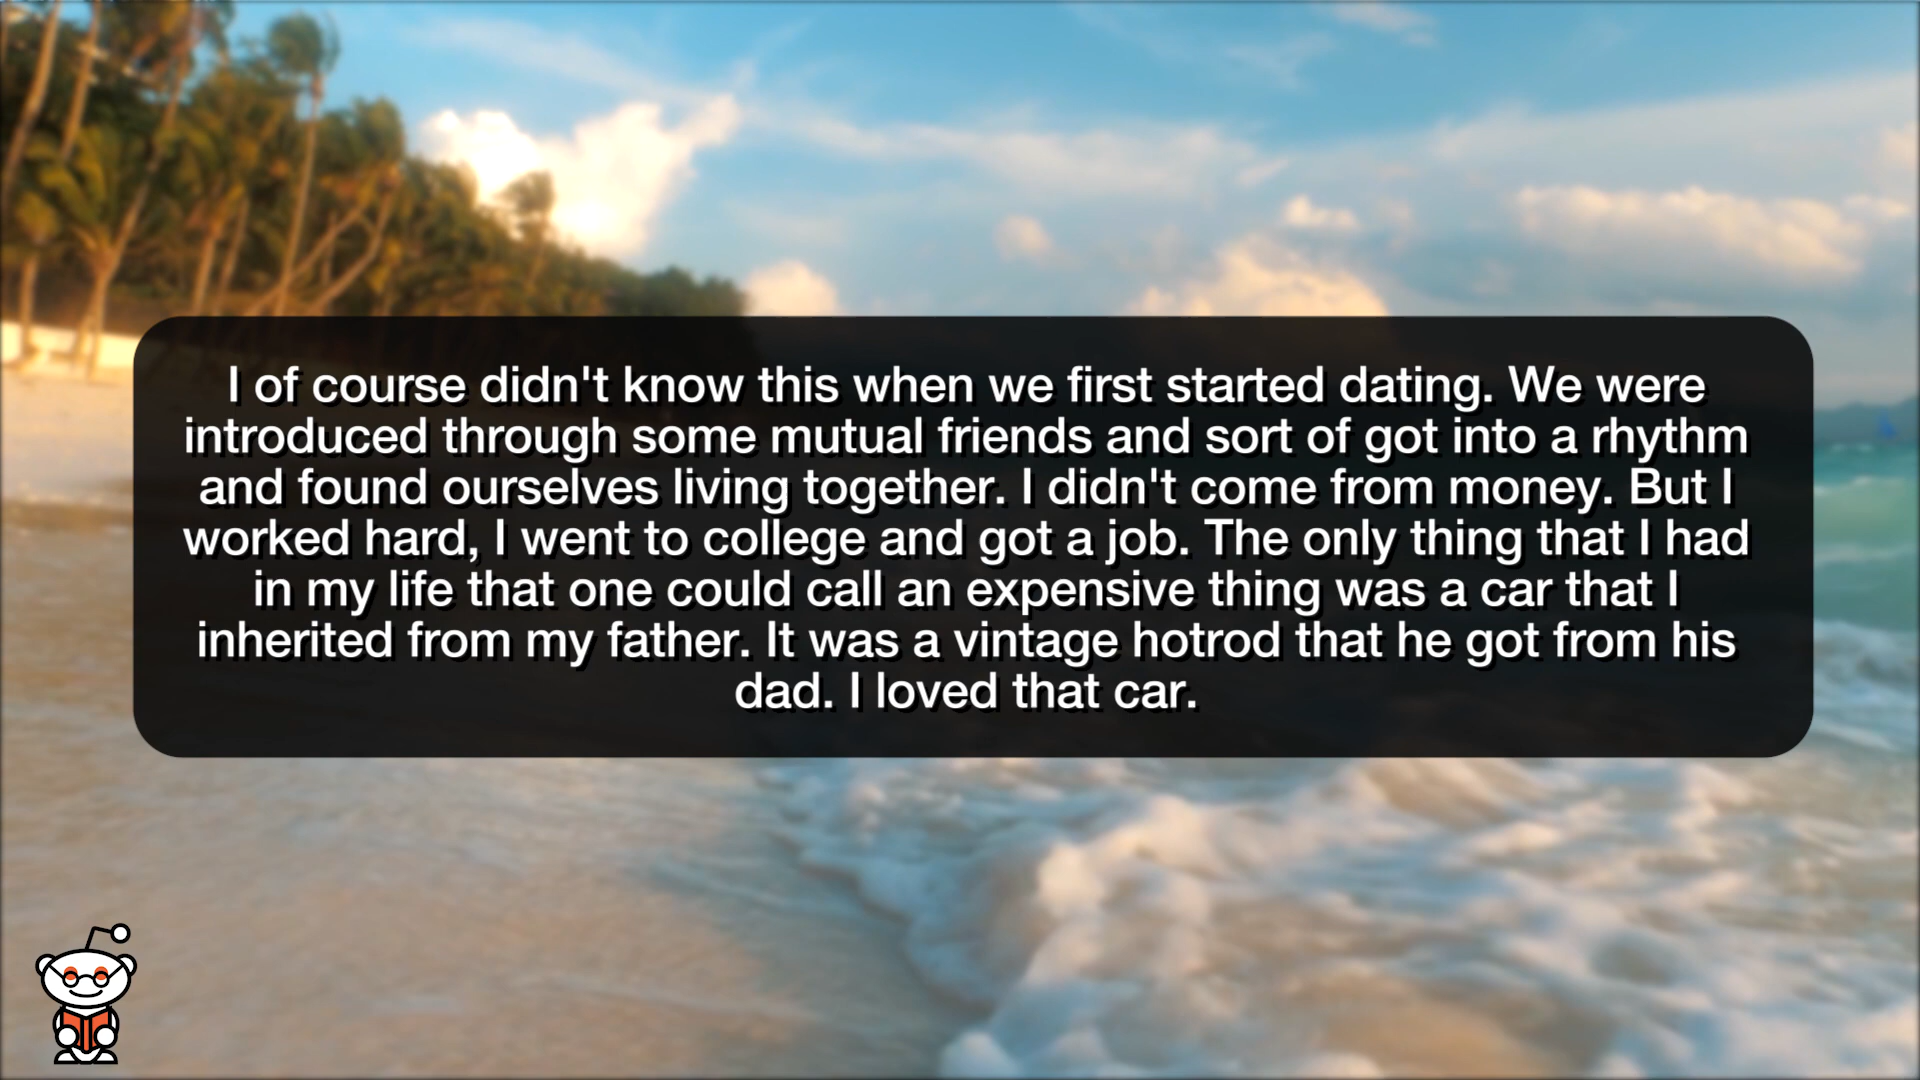 I of course didn't know this when we first started dating. We were
introduced through some mutual friends and sort of got into a rhythm
and found ourselves living together. I didn't come from money. But I
worked hard, I went to college and got a job. The only thing that I had
in my life that one could call an expensive thing was a car that I
inherited from my father. It was a vintage hotrod that he got from his
dad. I loved that car.